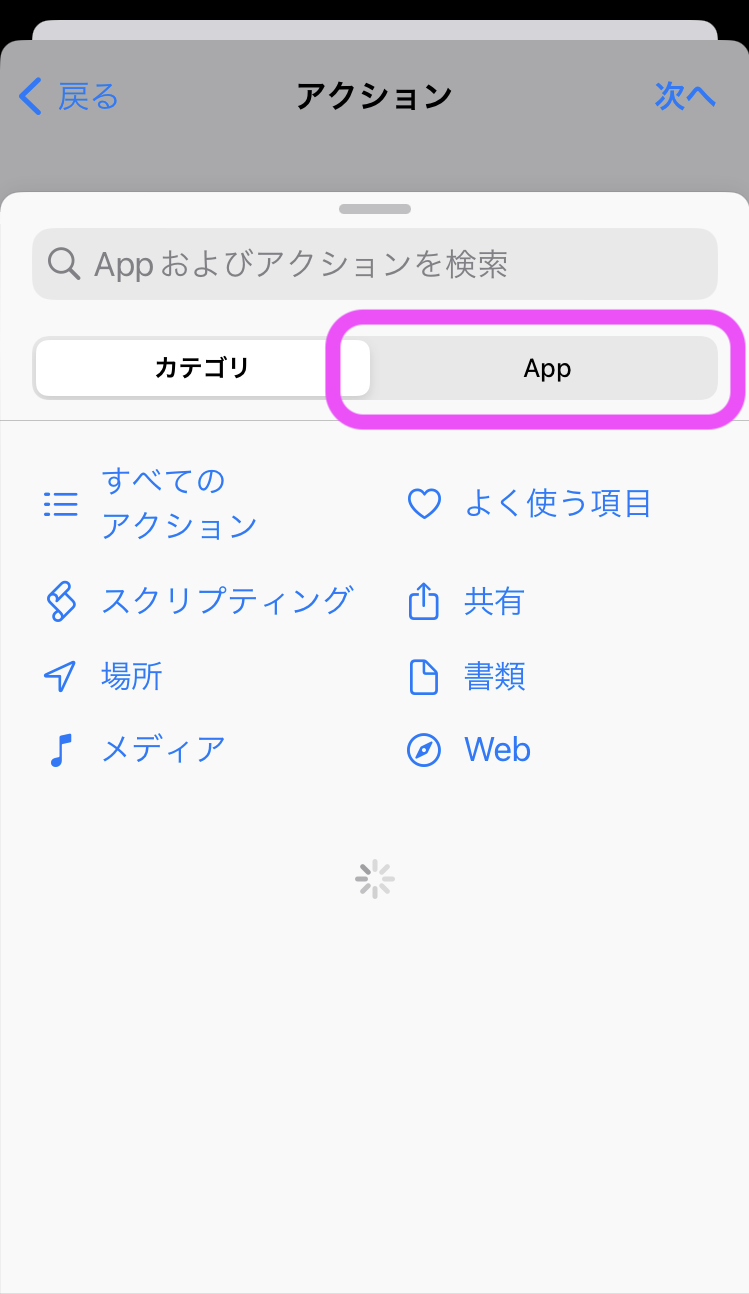 戻る
アクション
次へ
Appおよびアクションを検索
カテゴリ
App
すべての
アクション
よく使う項目
スクリプティング
共有
場所
書類
メディア
Web